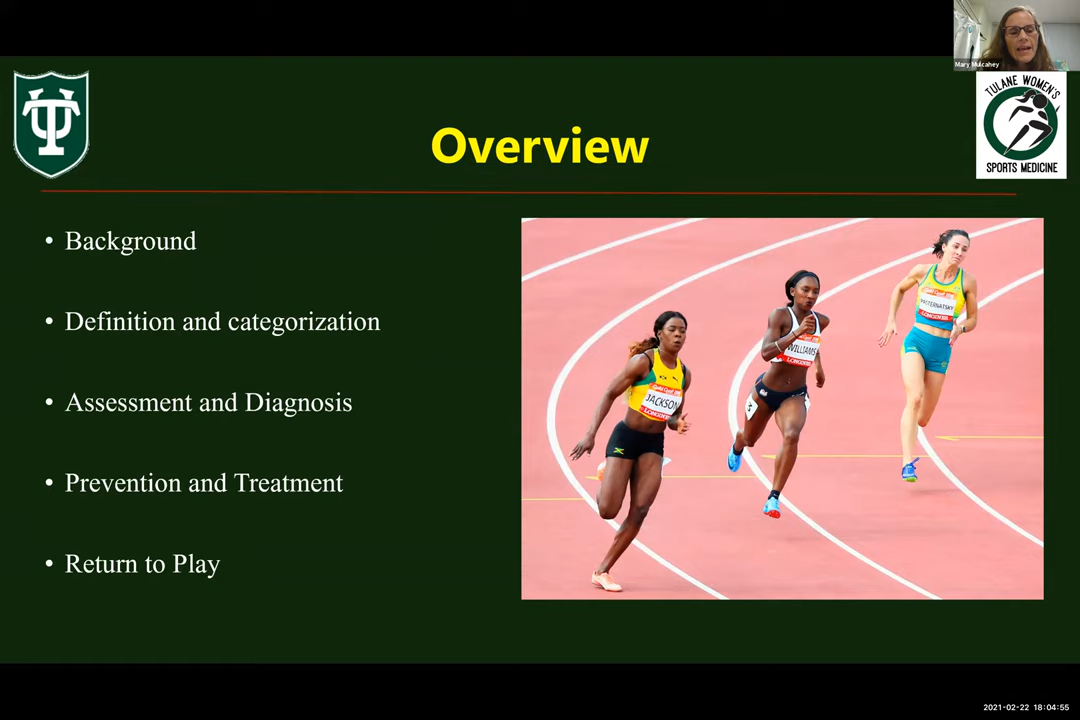 Mary Mulcahey
TULANE WOMEN'S
SPORTS MEDICINE
Overview
• Background
• Definition and categorization
• Assessment and Diagnosis
• Prevention and Treatment
• Return to Play
JACKSON
WILLIAMS
PASTERNATSKY
2021-02-22 18:04:55